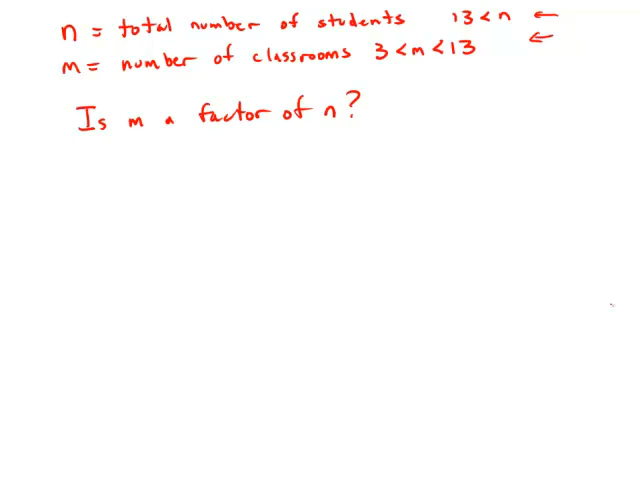 n = total number of students 13 < n ←
m = number of classrooms 3 < m < 13 ←
Is m a factor of n?